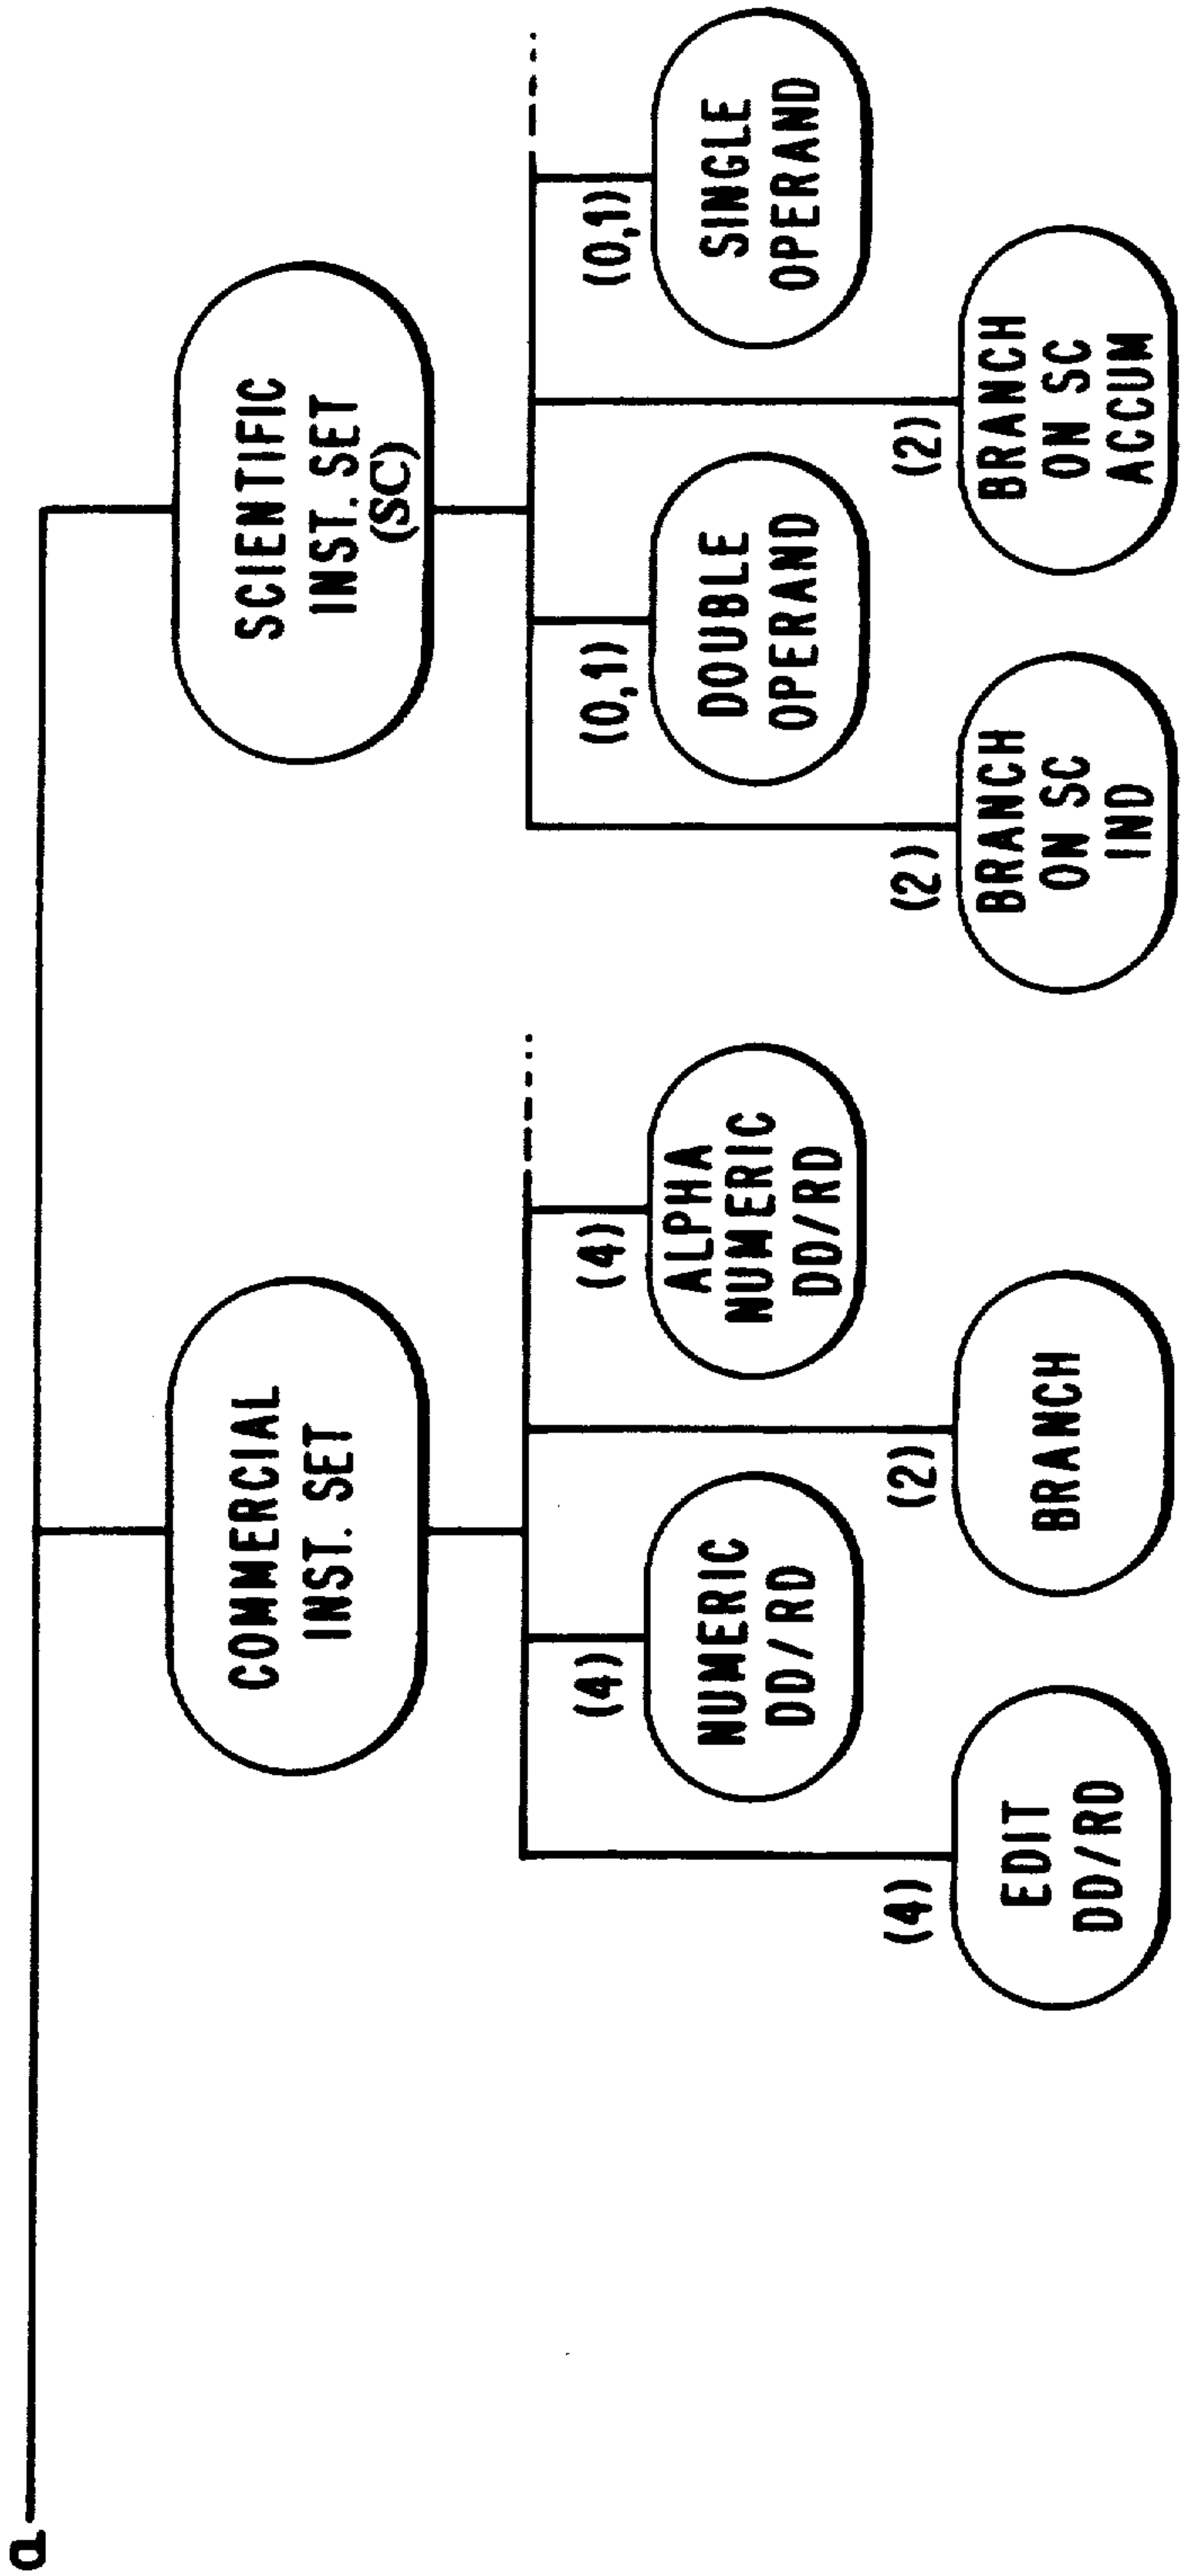 a
COMMERCIAL
INST. SET
SCIENTIFIC
INST. SET
(SC)
(4)
EDIT
DD/RD
(4)
NUMERIC
DD/RD
(2)
BRANCH
(4)
ALPHA
NUMERIC
DD/RD
(2)
BRANCH
ON SC
IND
(0,1)
DOUBLE
OPERAND
(2)
BRANCH
ON SC
ACCUM
(0,1)
SINGLE
OPERAND